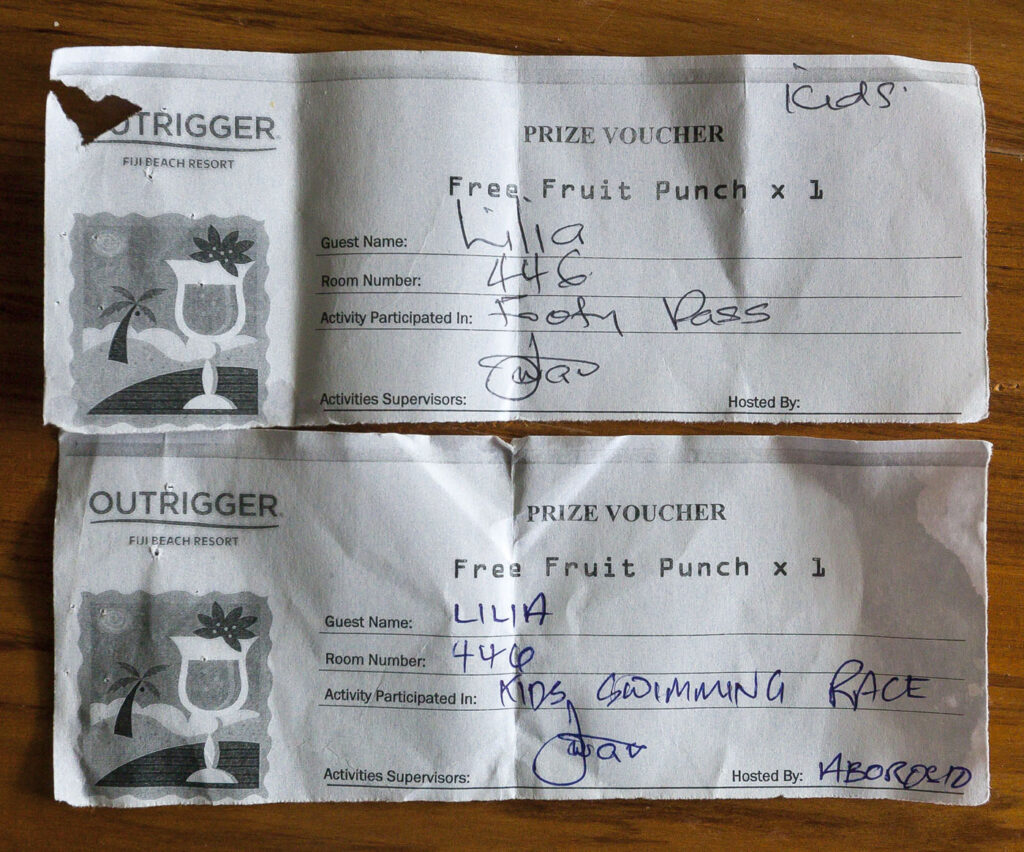 Kids
UTRIGGER
PRIZE VOUCHER
FIJI BEACH RESORT
Free Fruit Punch x 1
Guest Name: Lilia
Room Number: 446
Activity Participated In: Footy Pass
Activities Supervisors:
Hosted By:
OUTRIGGER
PRIZE VOUCHER
FIJI BEACH RESORT
Free Fruit Punch x 1
Guest Name: LILIA
Room Number: 446
Activity Participated In: KIDS SWIMMING RACE
Activities Supervisors:
Hosted By: